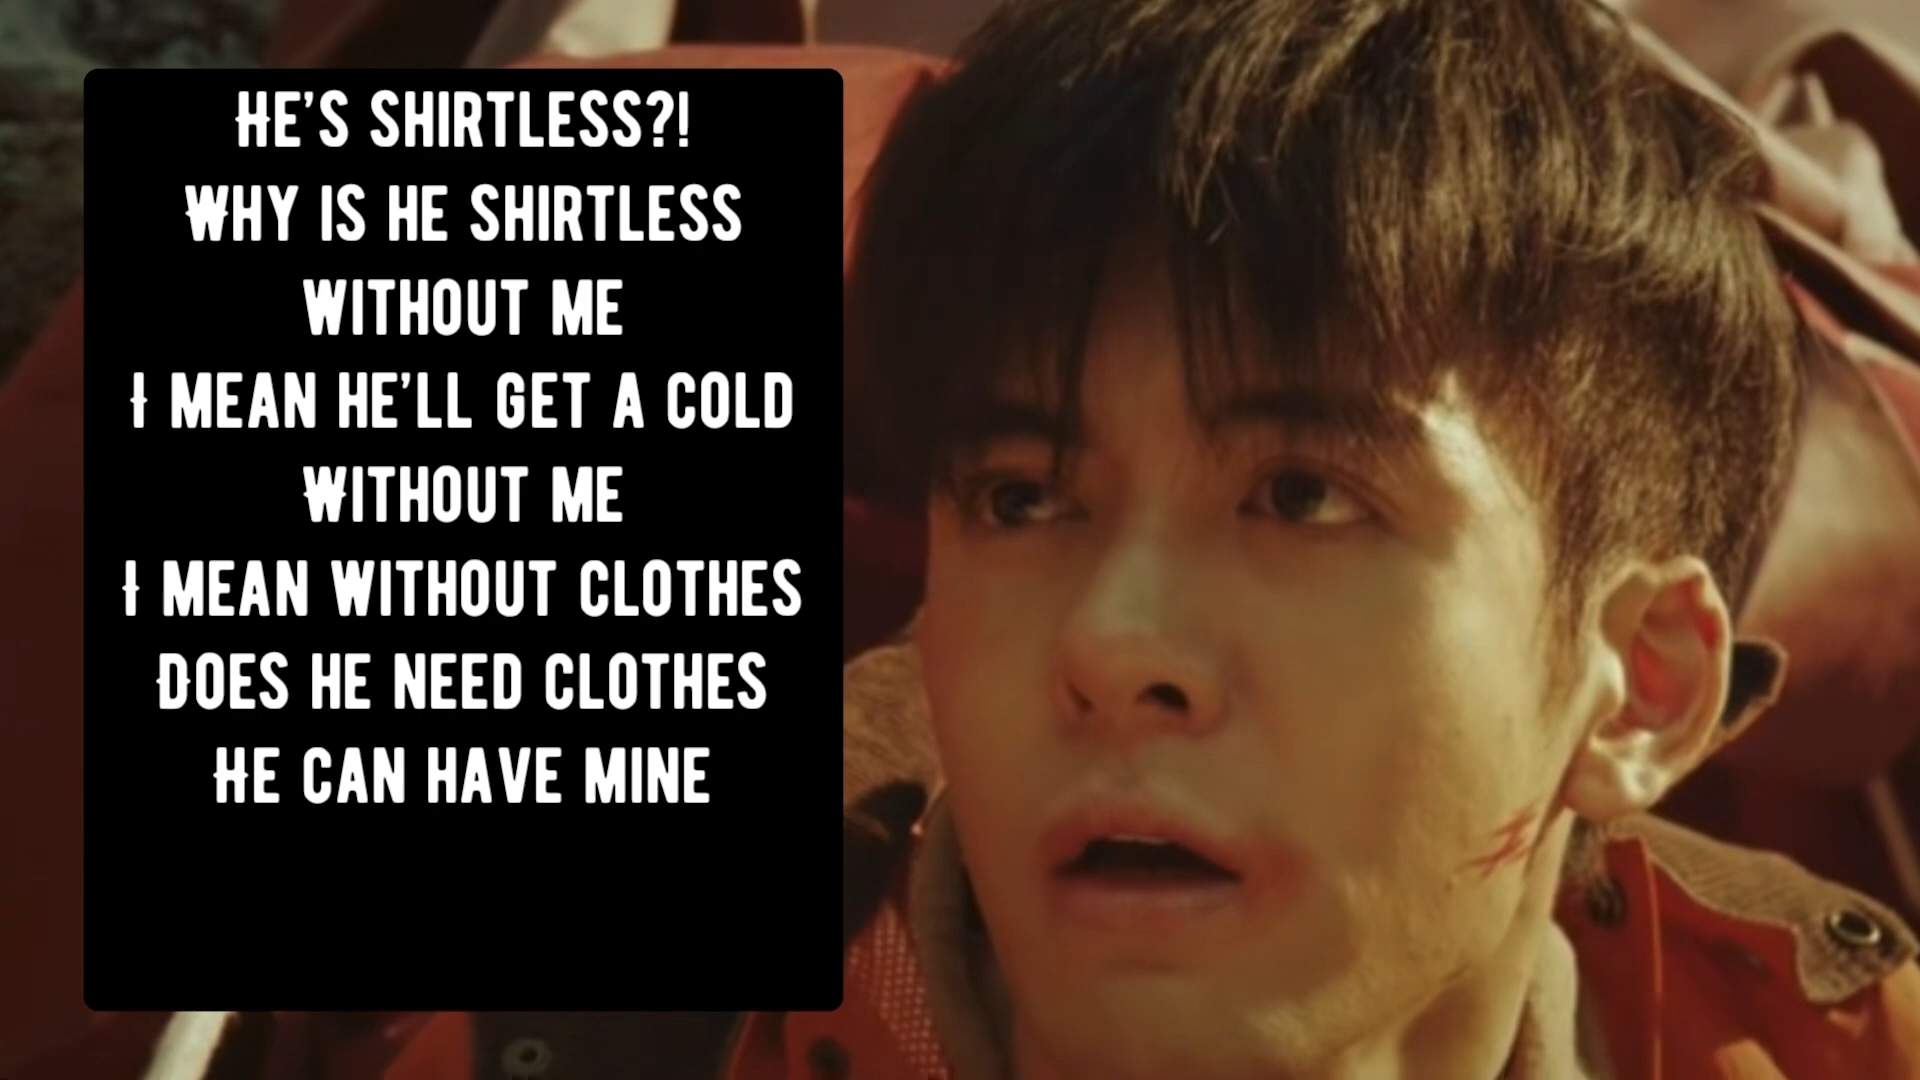 HE'S SHIRTLESS?!
WHY IS HE SHIRTLESS
WITHOUT ME
I MEAN HE'LL GET A COLD
WITHOUT ME
I MEAN WITHOUT CLOTHES
DOES HE NEED CLOTHES
HE CAN HAVE MINE